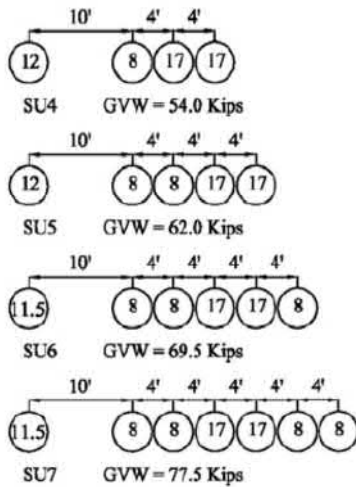 10' 4' 4'
12 8 17 17
SU4 GVW = 54.0 Kips
10' 4' 4' 4'
12 8 8 17 17
SU5 GVW = 62.0 Kips
10' 4' 4' 4' 4'
11.5 8 8 17 17 8
SU6 GVW = 69.5 Kips
10' 4' 4' 4' 4' 4'
11.5 8 8 17 17 8 8
SU7 GVW = 77.5 Kips